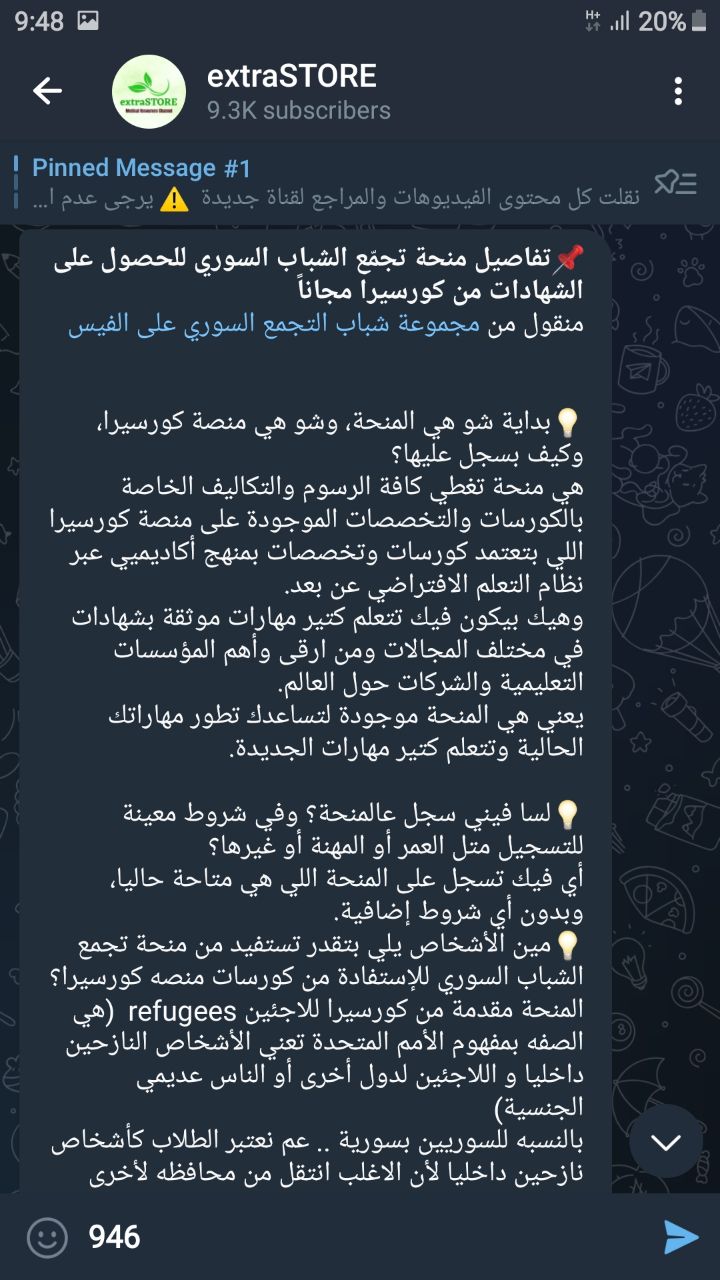 9:48
H+
20%
extraSTORE
Medical Resources Channel
extraSTORE
9.3K subscribers
Pinned Message #1
نقلت كل محتوى الفيديوهات والمراجع لقناة جديدة ⚠️ يرجى عدم ا...
📌تفاصيل منحة تجمّع الشباب السوري للحصول على
الشهادات من كورسيرا مجاناً
منقول من مجموعة شباب التجمع السوري على الفيس
💡بداية شو هي المنحة، وشو هي منصة كورسيرا،
وكيف بسجل عليها؟
هي منحة تغطي كافة الرسوم والتكاليف الخاصة
بالكورسات والتخصصات الموجودة على منصة كورسيرا
اللي بتعتمد كورسات وتخصصات بمنهج أكاديميي عبر
نظام التعلم الافتراضي عن بعد.
وهيك بيكون فيك تتعلم كتير مهارات موثقة بشهادات
في مختلف المجالات ومن ارقى وأهم المؤسسات
التعليمية والشركات حول العالم.
يعني هي المنحة موجودة لتساعدك تطور مهاراتك
الحالية وتتعلم كتير مهارات الجديدة.
💡لسا فيني سجل عالمنحة؟ وفي شروط معينة
للتسجيل متل العمر أو المهنة أو غيرها؟
أي فيك تسجل على المنحة اللي هي متاحة حاليا،
وبدون أي شروط إضافية.
💡مين الأشخاص يلي بتقدر تستفيد من منحة تجمع
الشباب السوري للإستفادة من كورسات منصه كورسيرا؟
المنحة مقدمة من كورسيرا للاجئين refugees (هي
الصفه بمفهوم الأمم المتحدة تعني الأشخاص النازحين
داخليا و اللاجئين لدول أخرى أو الناس عديمي
الجنسية)
بالنسبه للسوريين بسورية .. عم نعتبر الطلاب كأشخاص
نازحين داخليا لأن الاغلب انتقل من محافظه لأخرى
946